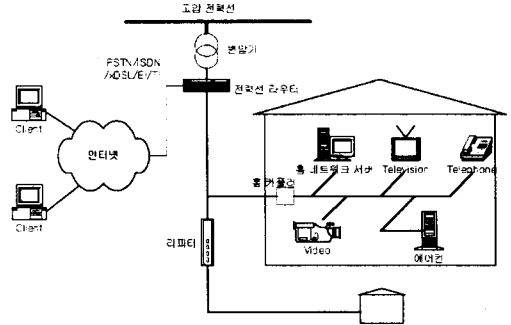 고압 전력선
변압기
PSTN/ISDN
/xDSL/E1/T1
전력선 라우터
Client
인터넷
Client
홈 네트워크 서버
Television
Telephone
홈 커플러
Video
에어컨
리피터